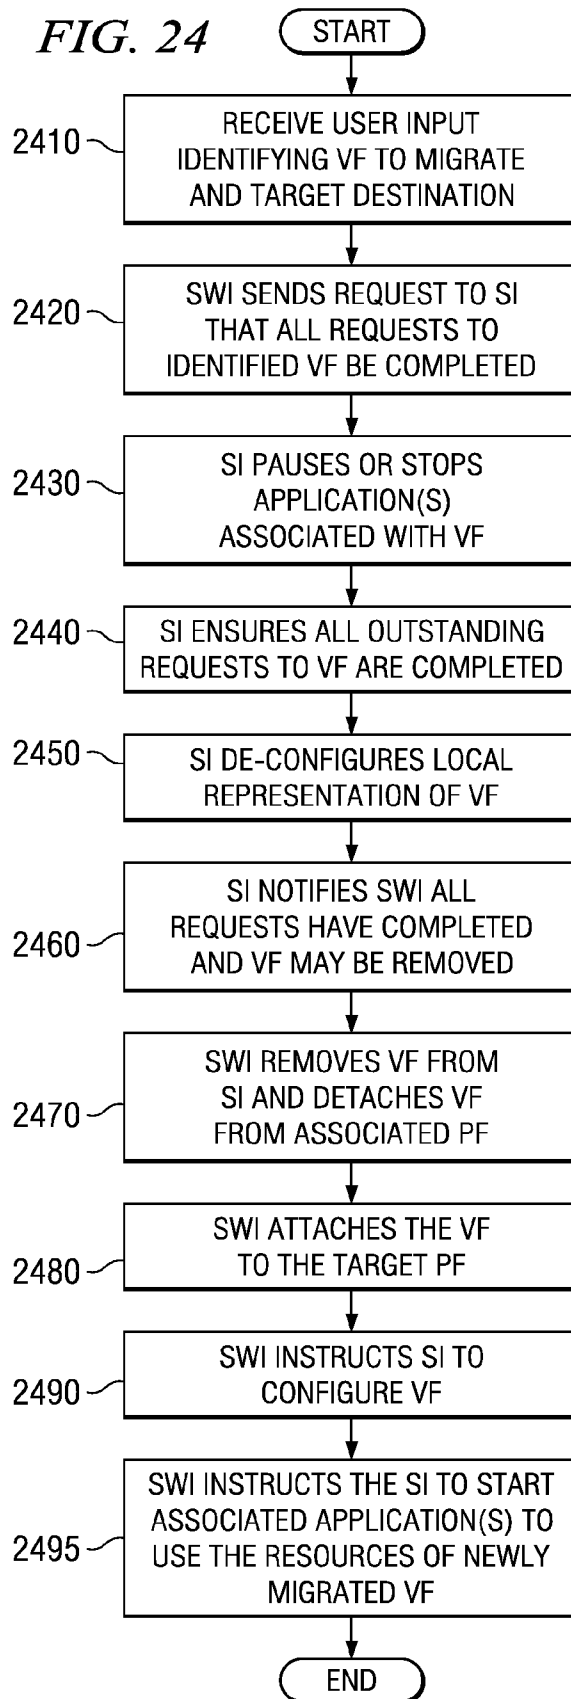 FIG. 24
START
2410
RECEIVE USER INPUT
IDENTIFYING VF TO MIGRATE
AND TARGET DESTINATION
2420
SWI SENDS REQUEST TO SI
THAT ALL REQUESTS TO
IDENTIFIED VF BE COMPLETED
2430
SI PAUSES OR STOPS
APPLICATION(S)
ASSOCIATED WITH VF
2440
SI ENSURES ALL OUTSTANDING
REQUESTS TO VF ARE COMPLETED
2450
SI DE-CONFIGURES LOCAL
REPRESENTATION OF VF
2460
SI NOTIFIES SWI ALL
REQUESTS HAVE COMPLETED
AND VF MAY BE REMOVED
2470
SWI REMOVES VF FROM
SI AND DETACHES VF
FROM ASSOCIATED PF
2480
SWI ATTACHES THE VF
TO THE TARGET PF
2490
SWI INSTRUCTS SI TO
CONFIGURE VF
2495
SWI INSTRUCTS THE SI TO START
ASSOCIATED APPLICATION(S) TO
USE THE RESOURCES OF NEWLY
MIGRATED VF
END